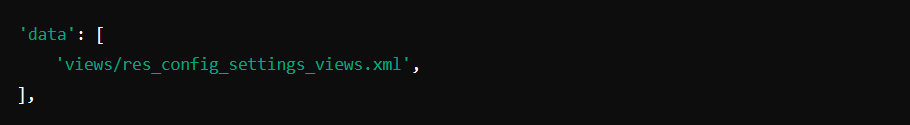 'data': [
    'views/res_config_settings_views.xml',
],